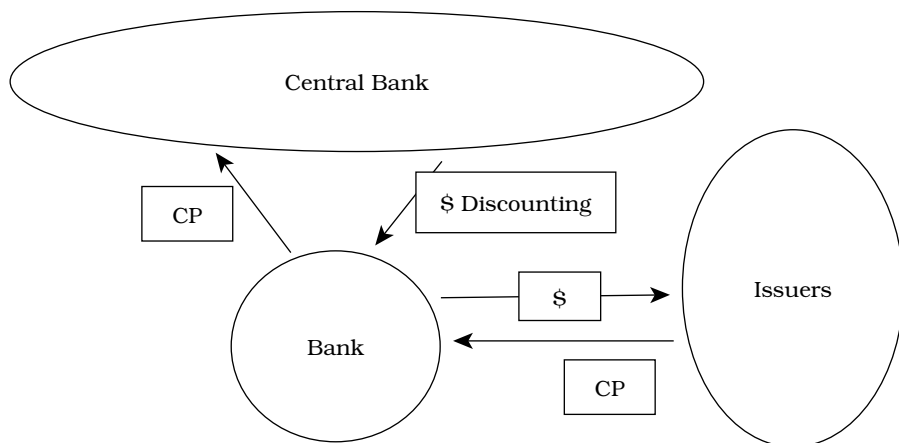 Central Bank
CP
$ Discounting
$
Issuers
Bank
CP